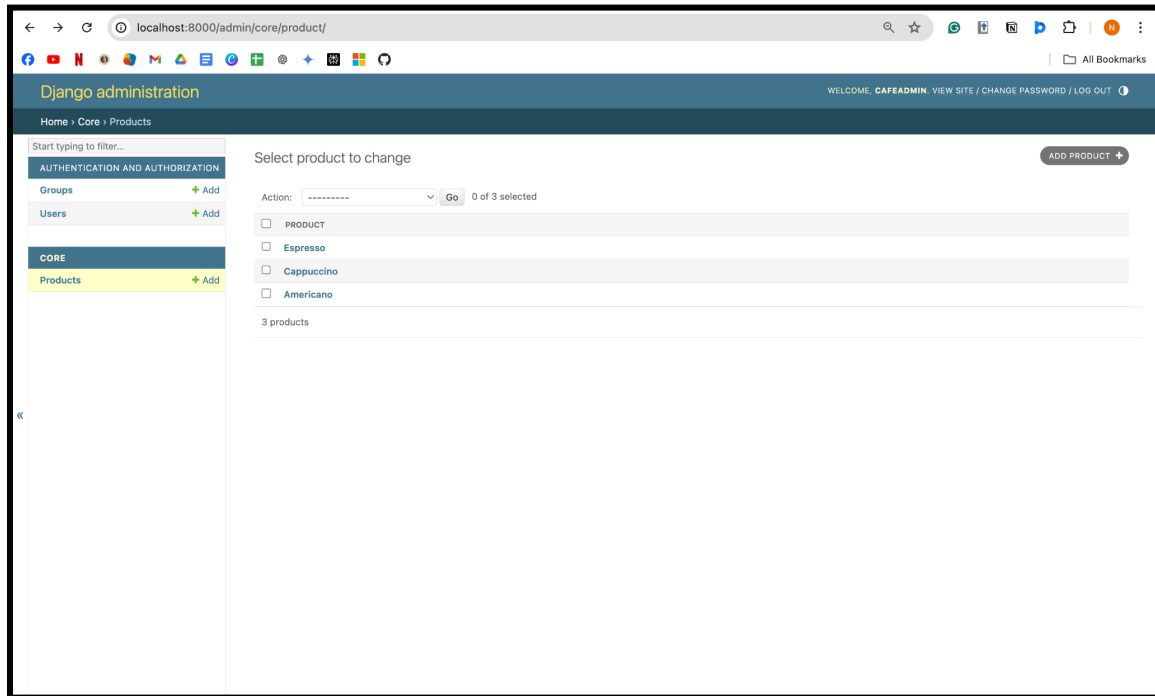 localhost:8000/admin/core/product/
N
All Bookmarks
Django administration
WELCOME, CAFEADMIN. VIEW SITE / CHANGE PASSWORD / LOG OUT
Home › Core › Products
Start typing to filter...
AUTHENTICATION AND AUTHORIZATION
Groups + Add
Users + Add
CORE
Products + Add
«
Select product to change
ADD PRODUCT +
Action: --------- Go 0 of 3 selected
PRODUCT
Espresso
Cappuccino
Americano
3 products